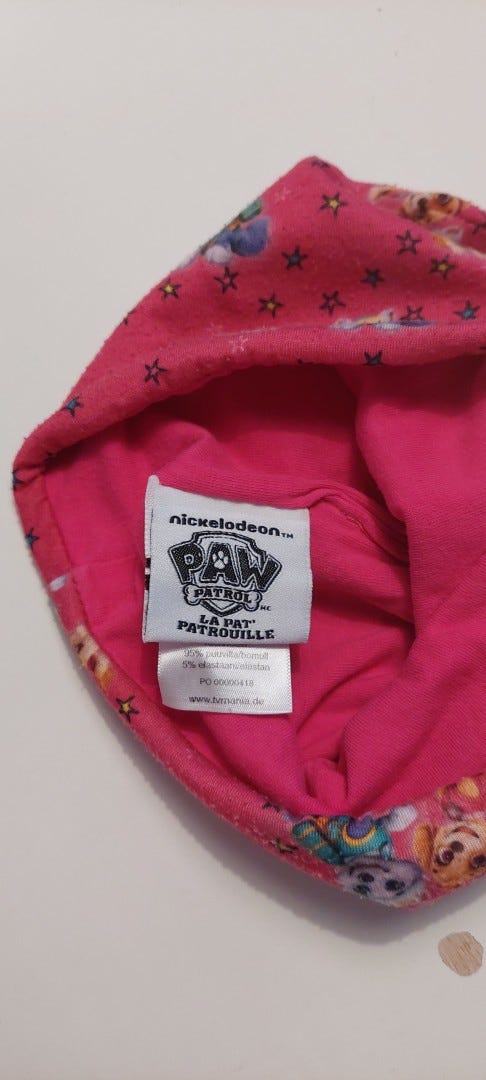 nickelodeon™
PAW
PATROL
MC
LA PAT'
PATROUILLE
95% puuvilla/bomull
5% elastaani/elastan
PO 00000418
www.tvmania.de